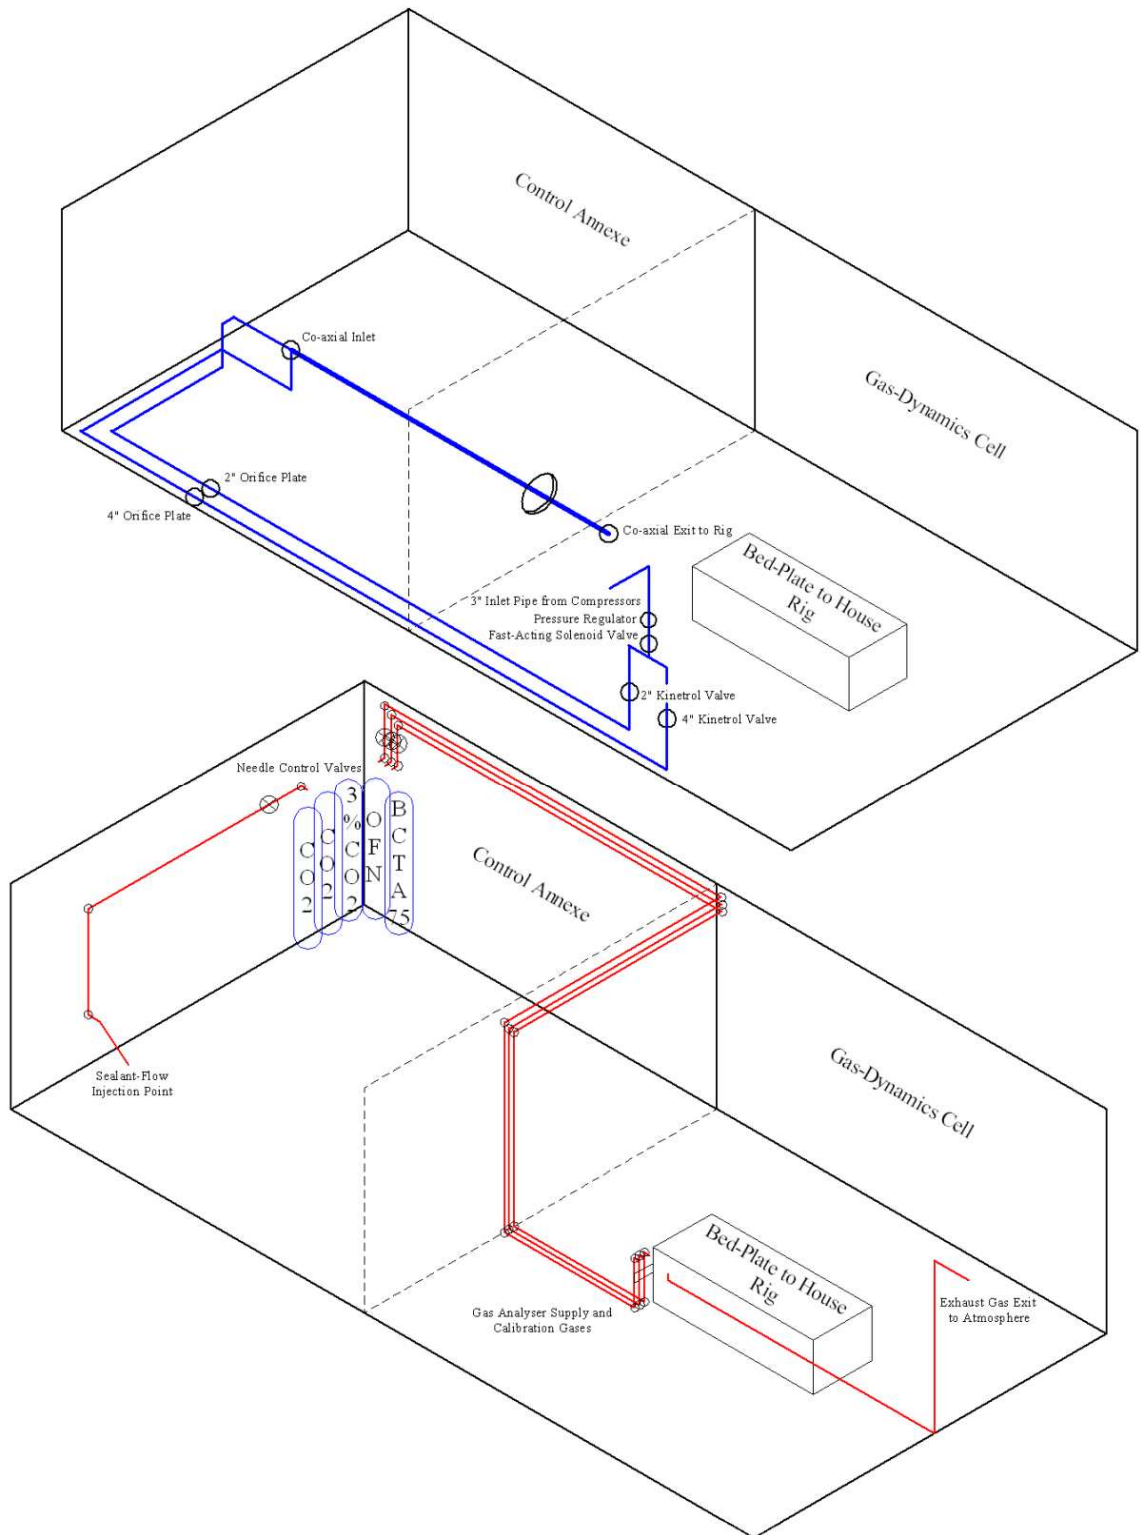 Control Annexe
Gas-Dynamics Cell
Co-axial Inlet
2" Orifice Plate
4" Orifice Plate
Co-axial Exit to Rig
Bed-Plate to House
Rig
3" Inlet Pipe from Compressors
Pressure Regulator
Fast-Acting Solenoid Valve
2" Kinetrol Valve
4" Kinetrol Valve
Needle Control Valves
CO2
CO2
3%CO2
OFN
BCTA75
Control Annexe
Sealant-Flow
Injection Point
Gas-Dynamics Cell
Bed-Plate to House
Rig
Gas Analyser Supply and
Calibration Gases
Exhaust Gas Exit
to Atmosphere